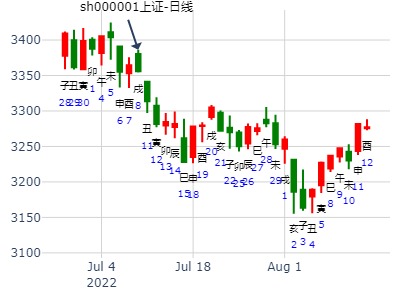 sh000001上证-日线
3400
3350
3300
3250
3200
3150
3100
子 丑 寅 卯 午 未 申 酉 戌 丑 寅 卯 辰 巳 申 酉 戌 亥 子 卯 辰 巳 午 未 戌 亥 子 丑 寅 巳 午 未 申 酉
28 29 30 1 4 5 6 7 8 11 12 13 14 15 18 19 20 21 22 25 26 27 28 29 1 2 3 4 5 8 9 10 12
Jul 4
2022
Jul 18
Aug 1